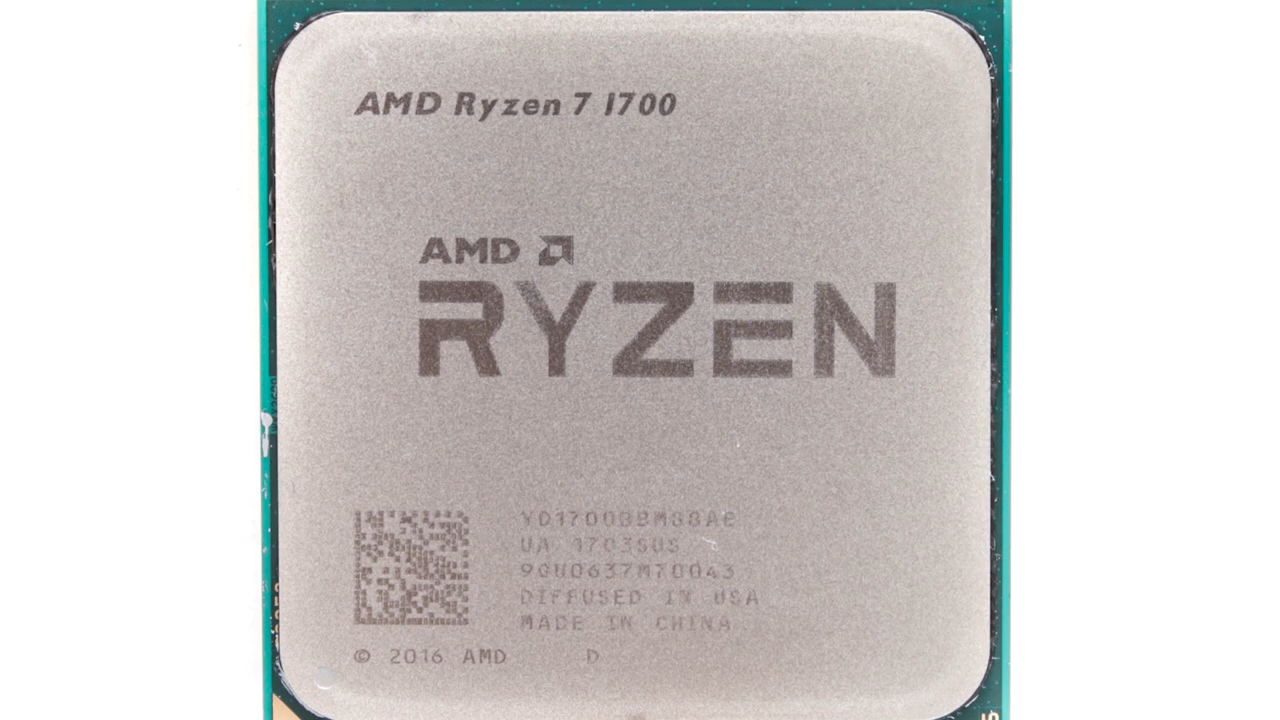 AMD Ryzen 7 1700
AMD
RYZEN
YD1700BBM88AE
UA 1703SUS
9GU0637M70043
DIFFUSED IN USA
MADE IN CHINA
© 2016 AMD D